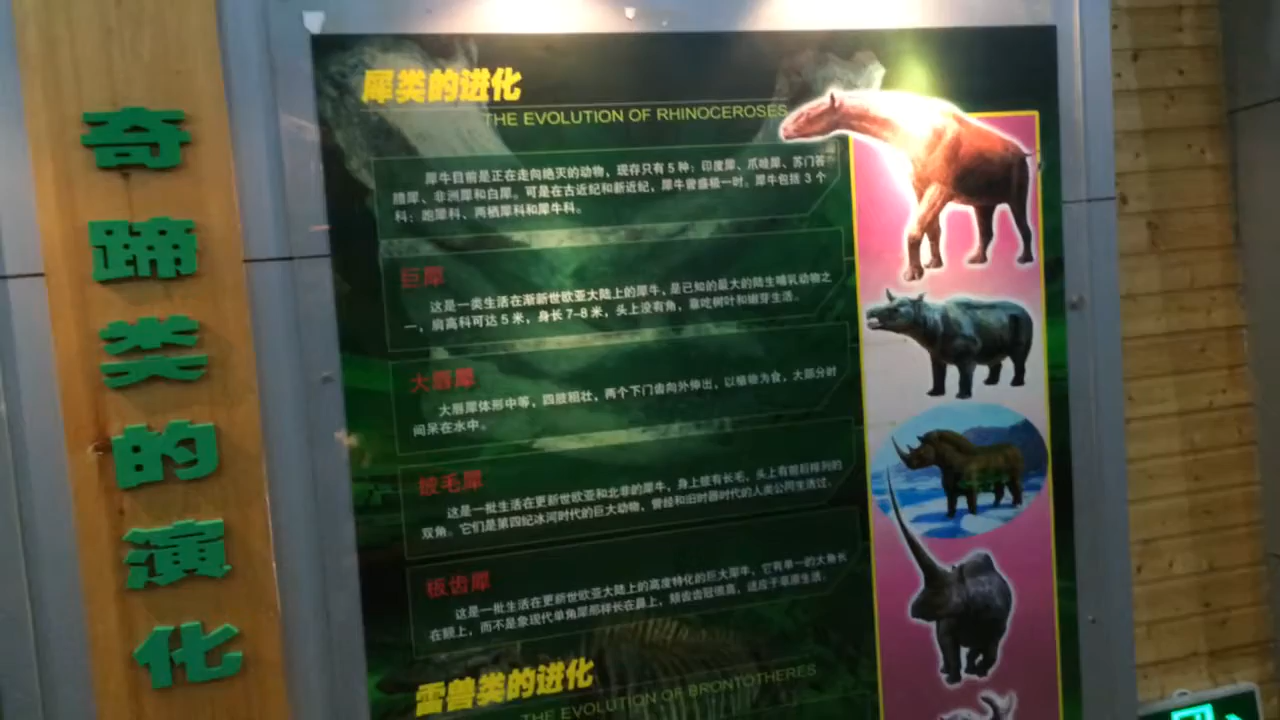 奇蹄类的演化
犀类的进化
THE EVOLUTION OF RHINOCEROSES
犀牛目前是正在走向绝灭的动物，现存只有 5 种：印度犀、爪哇犀、苏门答
腊犀、非洲犀和白犀。可是在古近纪和新近纪，犀牛曾盛极一时。犀牛包括 3 个
科：跑犀科、两栖犀科和犀牛科。
巨犀
这是一类生活在渐新世欧亚大陆上的犀牛，是已知的最大的陆生哺乳动物之
一，肩高科可达 5 米，身长 7-8 米，头上没有角，靠吃树叶和嫩芽生活。
大唇犀
大唇犀体形中等，四肢粗壮，两个下门齿向外伸出，以植物为食，大部分时
间呆在水中。
披毛犀
这是一批生活在更新世欧亚和北非的犀牛，身上披有长毛，头上有前后排列的
双角。它们是第四纪冰河时代的巨大动物，曾经和旧时器时代的人类公同生活过。
板齿犀
这是一批生活在更新世欧亚大陆上的高度特化的巨大犀牛，它有单一的大角长
在额上，而不是象现代单角犀那样长在鼻上，颊齿齿冠很高，适应于草原生活。
雷兽类的进化
THE EVOLUTION OF BRONTOTHERES